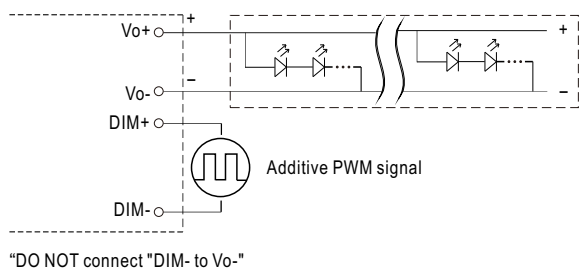 +
Vo+
+
−
−
Vo-
DIM+
Additive PWM signal
DIM-
“DO NOT connect "DIM- to Vo-"